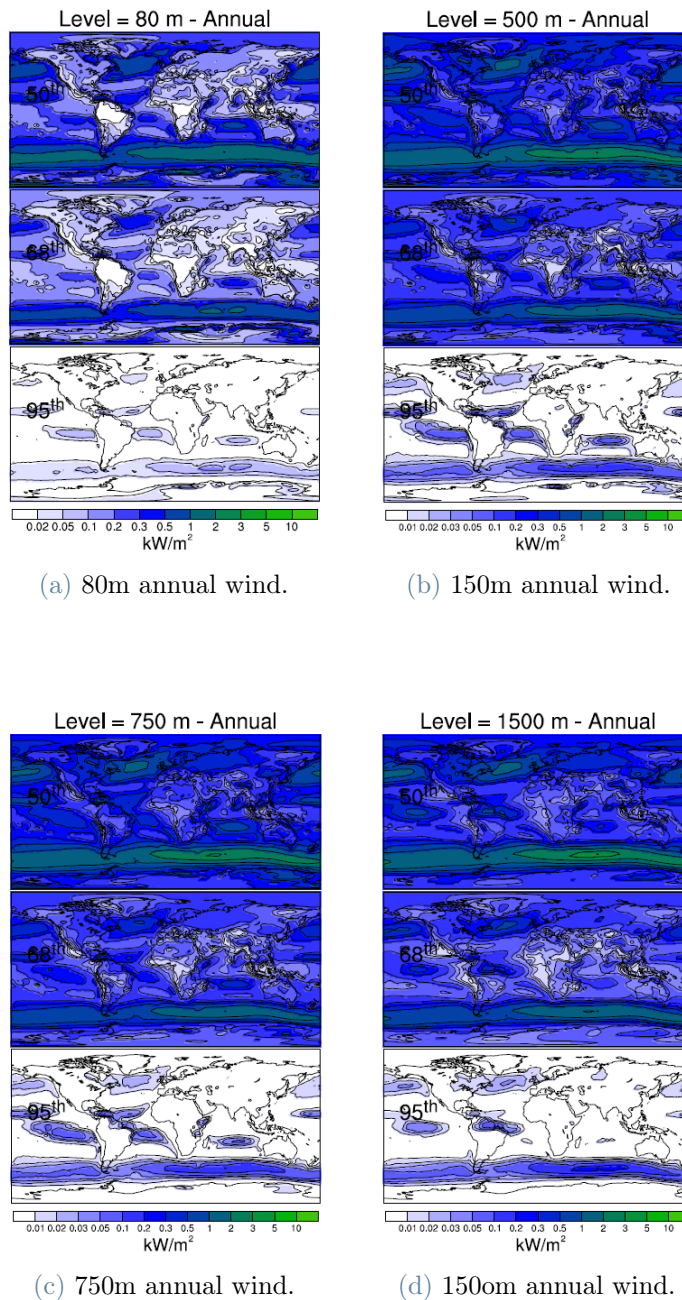 Level = 80 m - Annual
50th
68th
95th
0.02 0.05 0.1 0.2 0.3 0.5 1 2 3 5 10
kW/m²
(a) 80m annual wind.
Level = 500 m - Annual
50th
68th
95th
0.01 0.02 0.03 0.05 0.1 0.2 0.3 0.5 1 2 3 5 10
kW/m²
(b) 150m annual wind.
Level = 750 m - Annual
50th
68th
95th
0.01 0.02 0.03 0.05 0.1 0.2 0.3 0.5 1 2 3 5 10
kW/m²
(c) 750m annual wind.
Level = 1500 m - Annual
50th
68th
95th
0.01 0.02 0.03 0.05 0.1 0.2 0.3 0.5 1 2 3 5 10
kW/m²
(d) 150om annual wind.